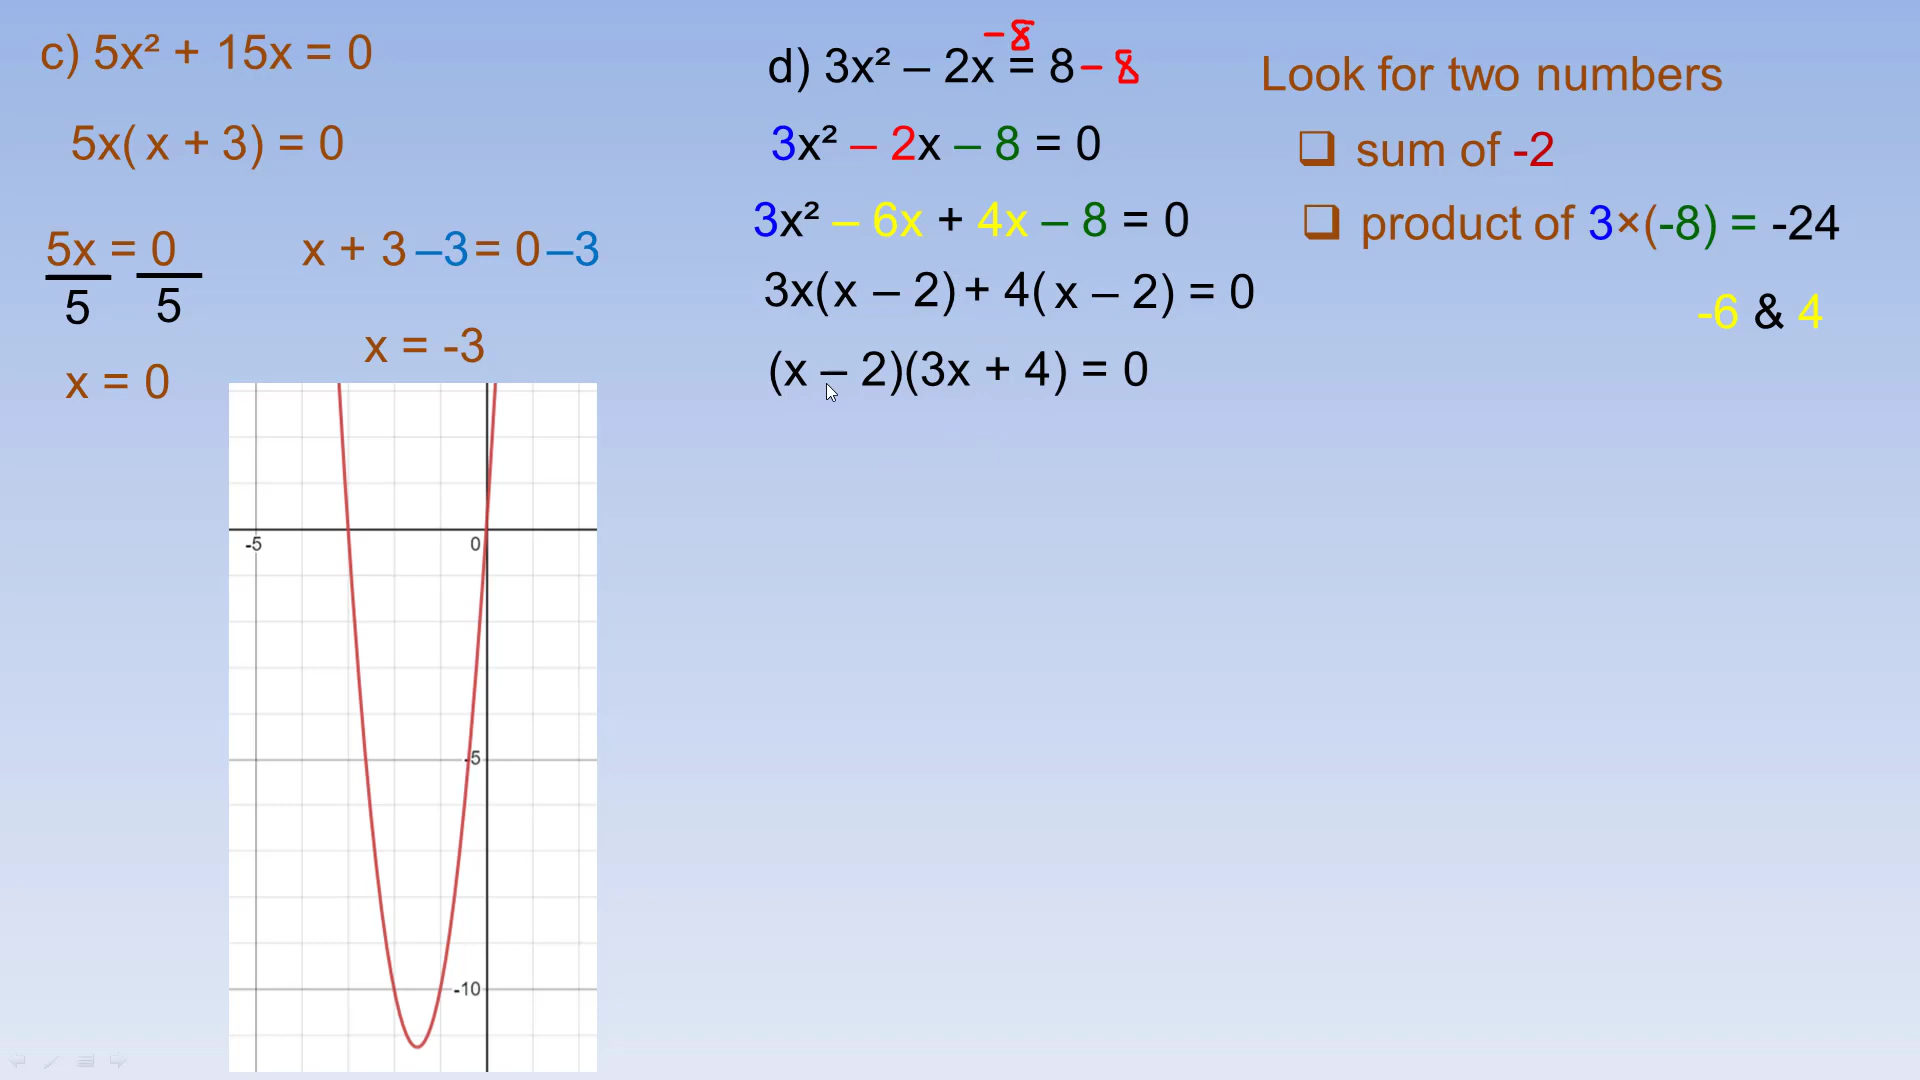 c) 5x² + 15x = 0
5x( x + 3) = 0
5x = 0
5 5
x = 0
x + 3 –3 = 0 –3
x = -3
-5 0
-5
-10
– 8
d) 3x² – 2x = 8 – 8
3x² – 2x – 8 = 0
3x² – 6x + 4x – 8 = 0
3x( x – 2) + 4( x – 2) = 0
(x – 2)(3x + 4) = 0
Look for two numbers
❑ sum of -2
❑ product of 3×(-8) = -24
-6 & 4